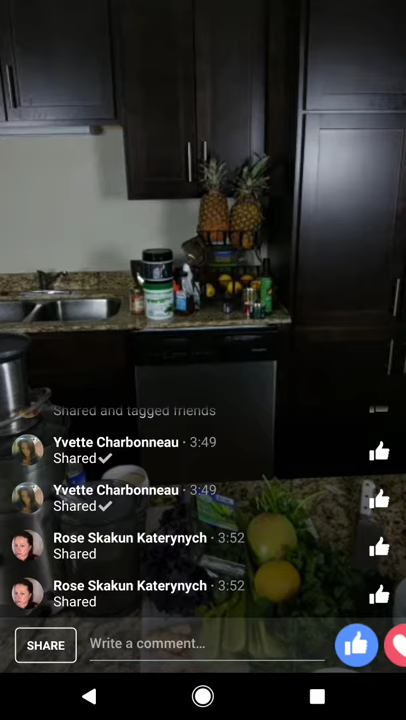 Shared and tagged friends
Yvette Charbonneau · 3:49
Shared✔
Yvette Charbonneau · 3:49
Shared✔
Rose Skakun Katerynych · 3:52
Shared
Rose Skakun Katerynych · 3:52
Shared
SHARE
Write a comment...